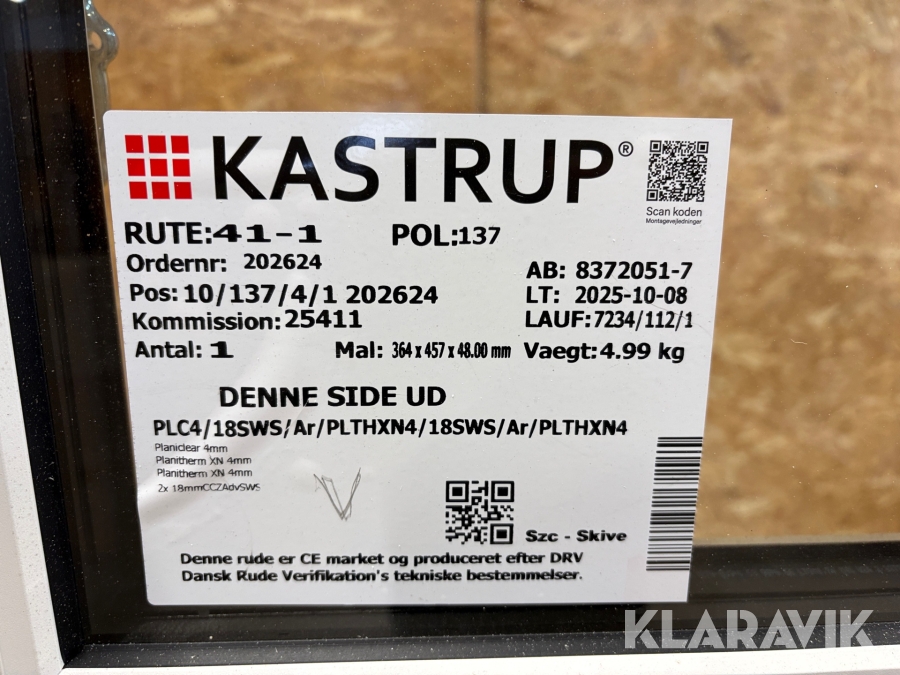 KASTRUP®
Scan koden
Montagevejledninger
RUTE:41-1 POL:137
Ordernr: 202624
AB: 8372051-7
Pos: 10/137/4/1 202624
LT: 2025-10-08
Kommission: 25411
LAUF: 7234/112/1
Antal: 1 Mal: 364 x 457 x 48.00 mm Vaegt: 4.99 kg
DENNE SIDE UD
PLC4/18SWS/Ar/PLTHXN4/18SWS/Ar/PLTHXN4
Planiclear 4mm
Planitherm XN 4mm
Planitherm XN 4mm
2x 18mmCCZAdvSWS
Szc - Skive
Denne rude er CE market og produceret efter DRV
Dansk Rude Verifikation's tekniske bestemmelser.
KLARAVIK